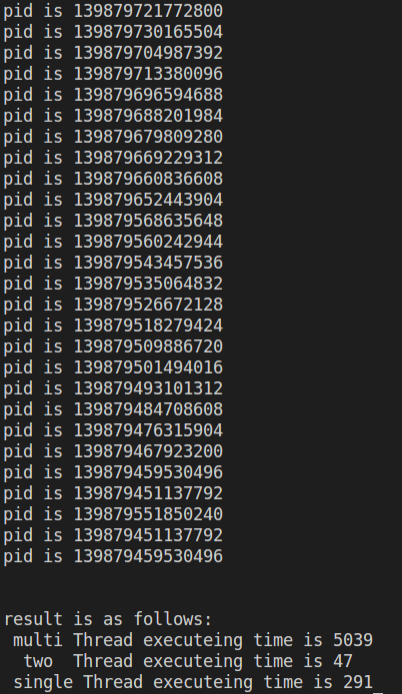 pid is 139879721772800
pid is 139879730165504
pid is 139879704987392
pid is 139879713380096
pid is 139879696594688
pid is 139879688201984
pid is 139879679809280
pid is 139879669229312
pid is 139879660836608
pid is 139879652443904
pid is 139879568635648
pid is 139879560242944
pid is 139879543457536
pid is 139879535064832
pid is 139879526672128
pid is 139879518279424
pid is 139879509886720
pid is 139879501494016
pid is 139879493101312
pid is 139879484708608
pid is 139879476315904
pid is 139879467923200
pid is 139879459530496
pid is 139879451137792
pid is 139879551850240
pid is 139879451137792
pid is 139879459530496
result is as follows:
multi Thread executeing time is 5039
two  Thread executeing time is 47
single Thread executeing time is 291